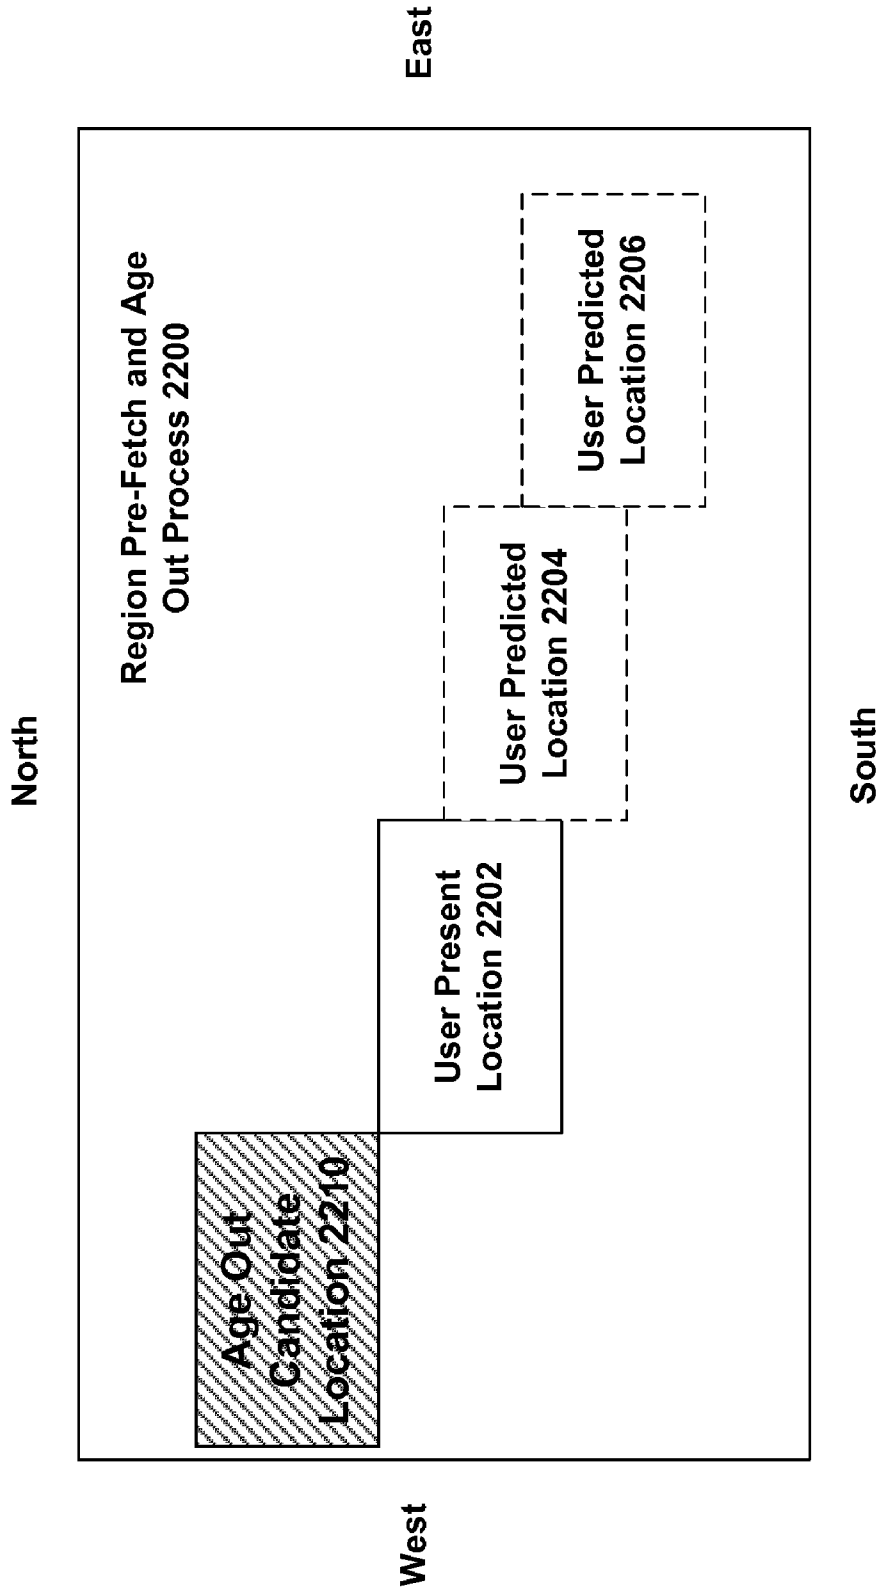 North
Region Pre-Fetch and Age
Out Process 2200
Age Out
Candidate
Location 2210
West
East
User Present
Location 2202
User Predicted
Location 2204
User Predicted
Location 2206
South